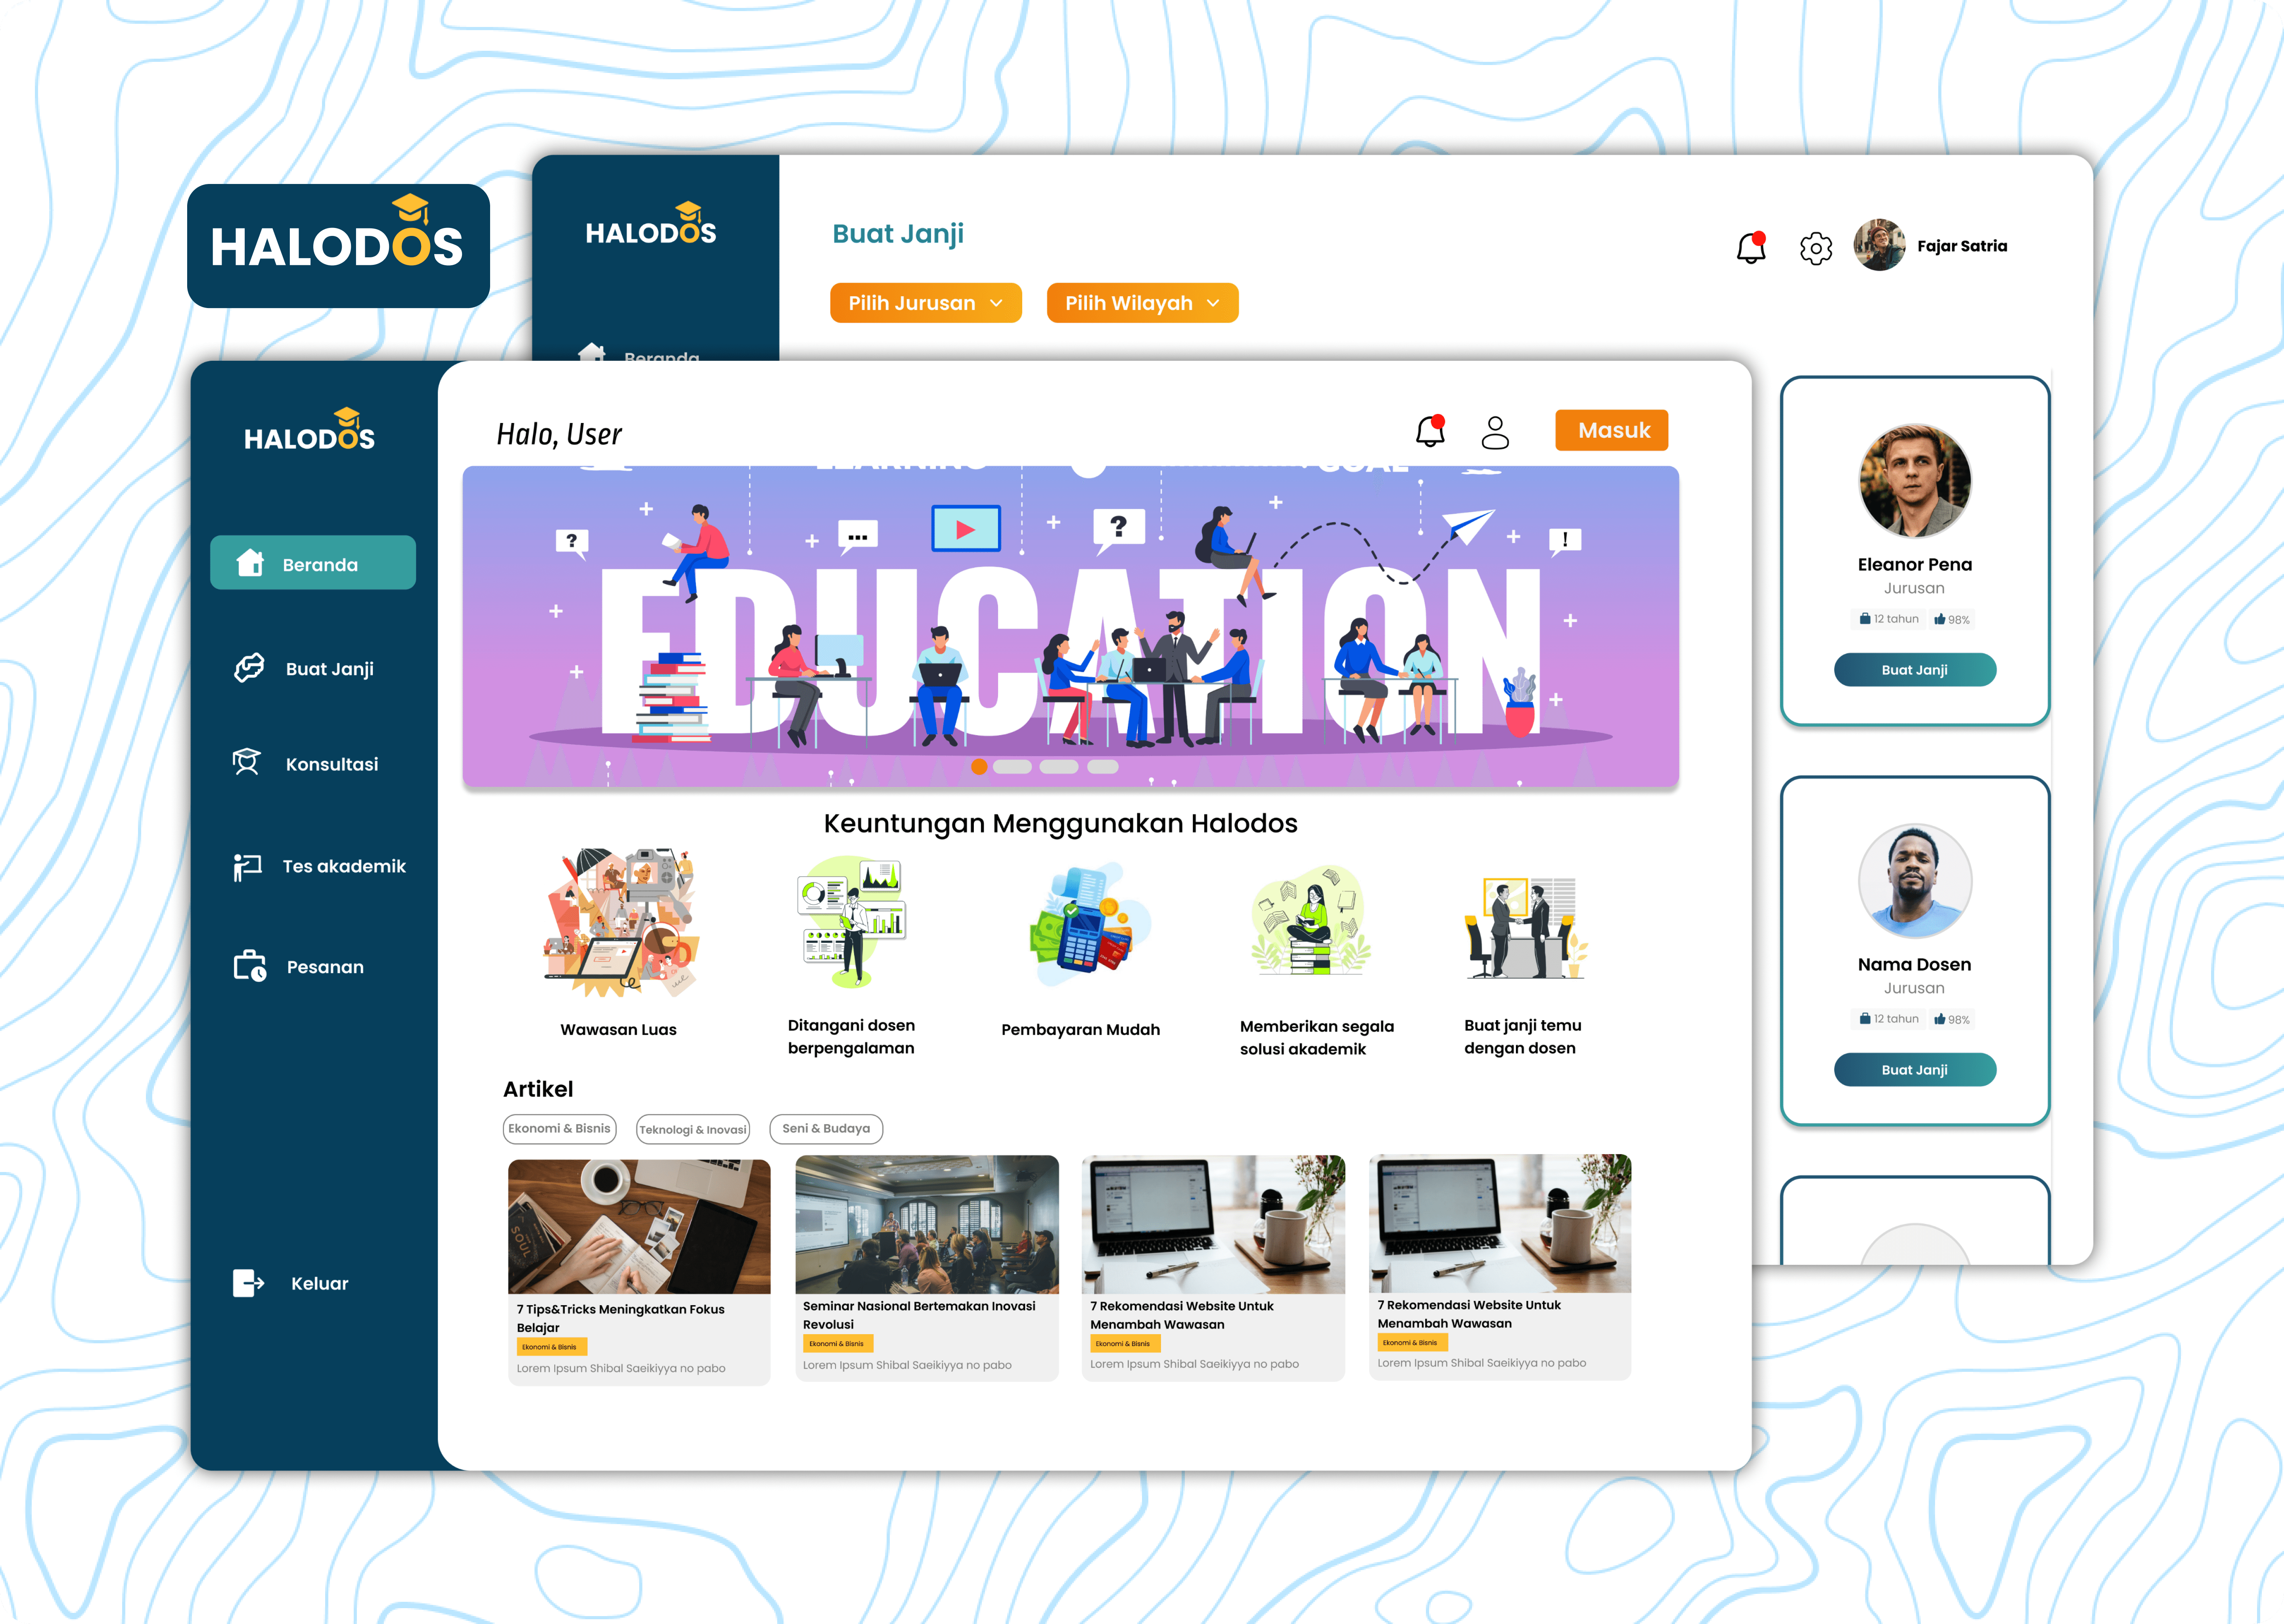 HALODOS
HALODOS
Buat Janji
Fajar Satria
Pilih Jurusan
Pilih Wilayah
Beranda
Eleanor Pena
Jurusan
12 tahun
98%
Buat Janji
Nama Dosen
Jurusan
12 tahun
98%
Buat Janji
HALODOS
Beranda
Buat Janji
Konsultasi
Tes akademik
Pesanan
Keluar
Halo, User
Masuk
LEARNING
GOAL
?
...
?
!
EDUCATION
Keuntungan Menggunakan Halodos
Wawasan Luas
Ditangani dosen
berpengalaman
Pembayaran Mudah
Memberikan segala
solusi akademik
Buat janji temu
dengan dosen
Artikel
Ekonomi & Bisnis
Teknologi & Inovasi
Seni & Budaya
SOUL
7 Tips&Tricks Meningkatkan Fokus
Belajar
Ekonomi & Bisnis
Lorem Ipsum Shibal Saeikiyya no pabo
Seminar Nasional Bertemakan Inovasi
Revolusi
Ekonomi & Bisnis
Lorem Ipsum Shibal Saeikiyya no pabo
7 Rekomendasi Website Untuk
Menambah Wawasan
Ekonomi & Bisnis
Lorem Ipsum Shibal Saeikiyya no pabo
7 Rekomendasi Website Untuk
Menambah Wawasan
Ekonomi & Bisnis
Lorem Ipsum Shibal Saeikiyya no pabo